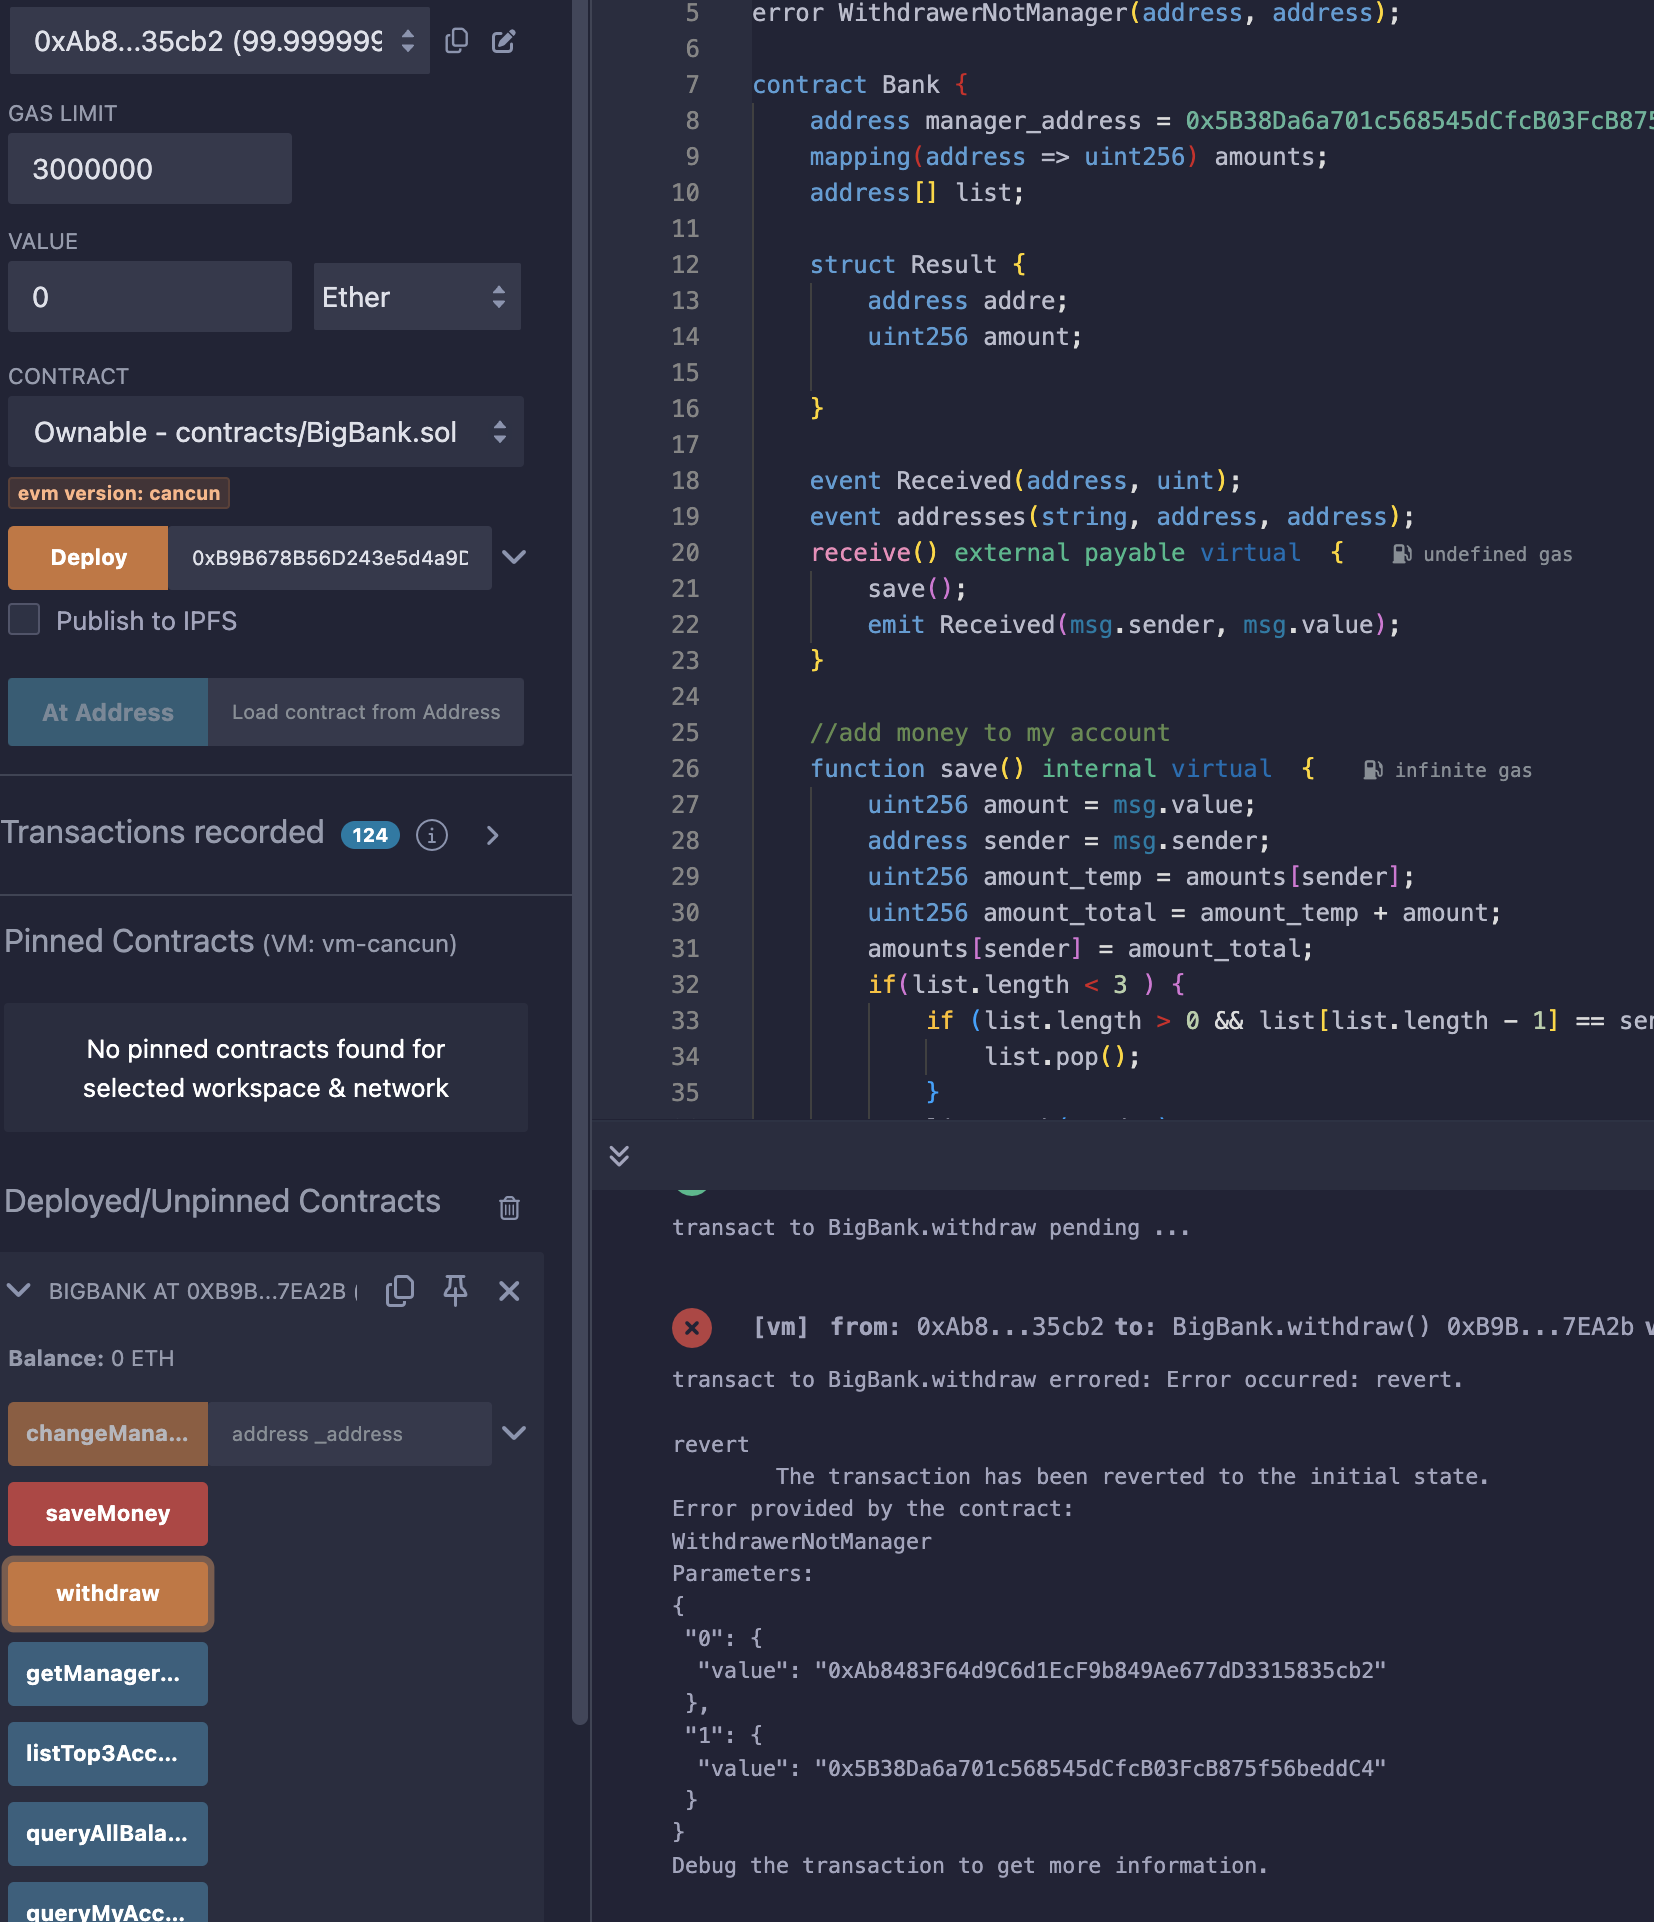 0xAb8...35cb2 (99.999999
GAS LIMIT
3000000
VALUE
0
Ether
CONTRACT
Ownable - contracts/BigBank.sol
evm version: cancun
Deploy
0xB9B678B56D243e5d4a9D
Publish to IPFS
At Address
Load contract from Address
Transactions recorded 124
Pinned Contracts (VM: vm-cancun)
No pinned contracts found for
selected workspace & network
Deployed/Unpinned Contracts
BIGBANK AT 0XB9B...7EA2B (
Balance: 0 ETH
changeMana...
address _address
saveMoney
withdraw
getManager...
listTop3Acc...
queryAllBala...
queryMyAcc...
5 error WithdrawerNotManager(address, address);
6
7 contract Bank {
8 address manager_address = 0x5B38Da6a701c568545dCfcB03FcB875
9 mapping(address => uint256) amounts;
10 address[] list;
11
12 struct Result {
13 address addre;
14 uint256 amount;
15
16 }
17
18 event Received(address, uint);
19 event addresses(string, address, address);
20 receive() external payable virtual { undefined gas
21 save();
22 emit Received(msg.sender, msg.value);
23 }
24
25 //add money to my account
26 function save() internal virtual { infinite gas
27 uint256 amount = msg.value;
28 address sender = msg.sender;
29 uint256 amount_temp = amounts[sender];
30 uint256 amount_total = amount_temp + amount;
31 amounts[sender] = amount_total;
32 if(list.length < 3 ) {
33 if (list.length > 0 && list[list.length - 1] == sen
34 list.pop();
35 }
transact to BigBank.withdraw pending ...
[vm] from: 0xAb8...35cb2 to: BigBank.withdraw() 0xB9B...7EA2b v
transact to BigBank.withdraw errored: Error occurred: revert.
revert
The transaction has been reverted to the initial state.
Error provided by the contract:
WithdrawerNotManager
Parameters:
{
"0": {
"value": "0xAb8483F64d9C6d1EcF9b849Ae677dD3315835cb2"
},
"1": {
"value": "0x5B38Da6a701c568545dCfcB03FcB875f56beddC4"
}
}
Debug the transaction to get more information.